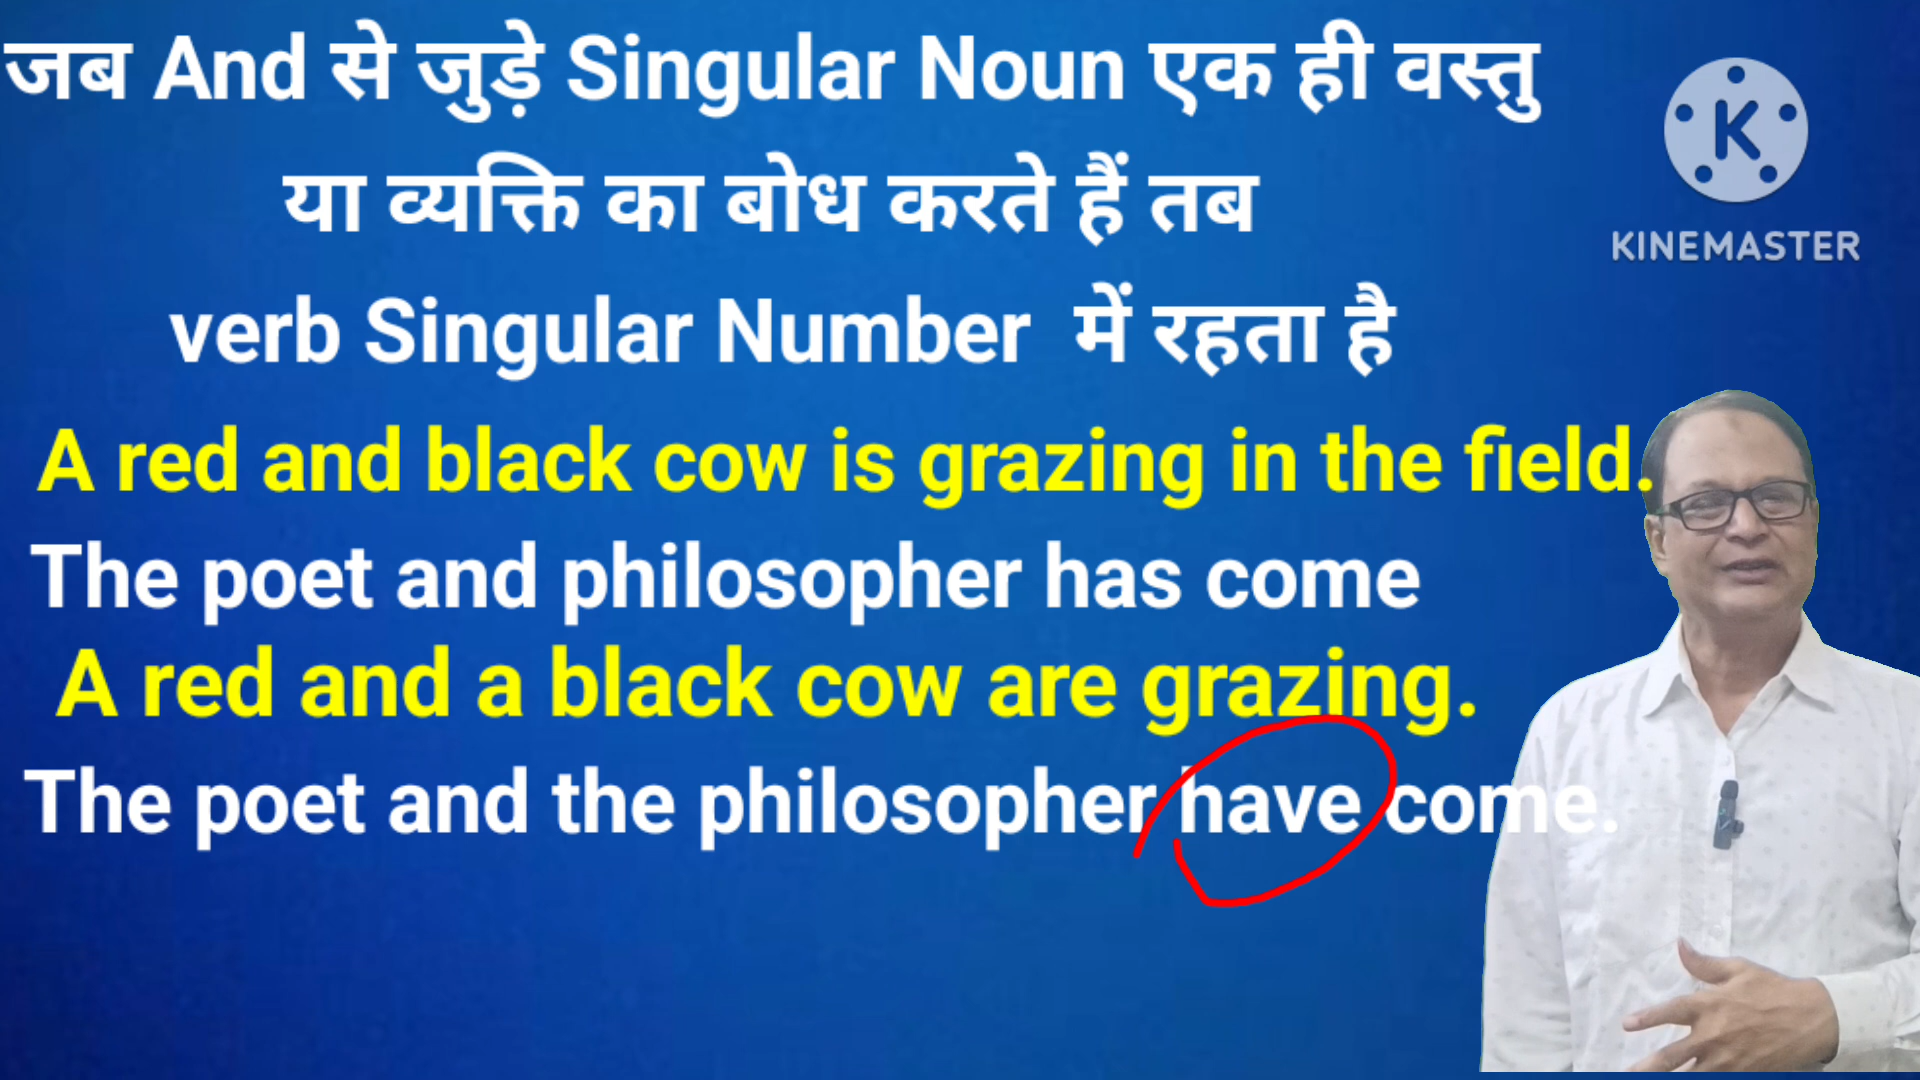 जब And से जुड़े Singular Noun एक ही वस्तु
या व्यक्ति का बोध करते हैं तब
verb Singular Number में रहता है
A red and black cow is grazing in the field.
The poet and philosopher has come
A red and a black cow are grazing.
The poet and the philosopher have come.
K
KINEMASTER